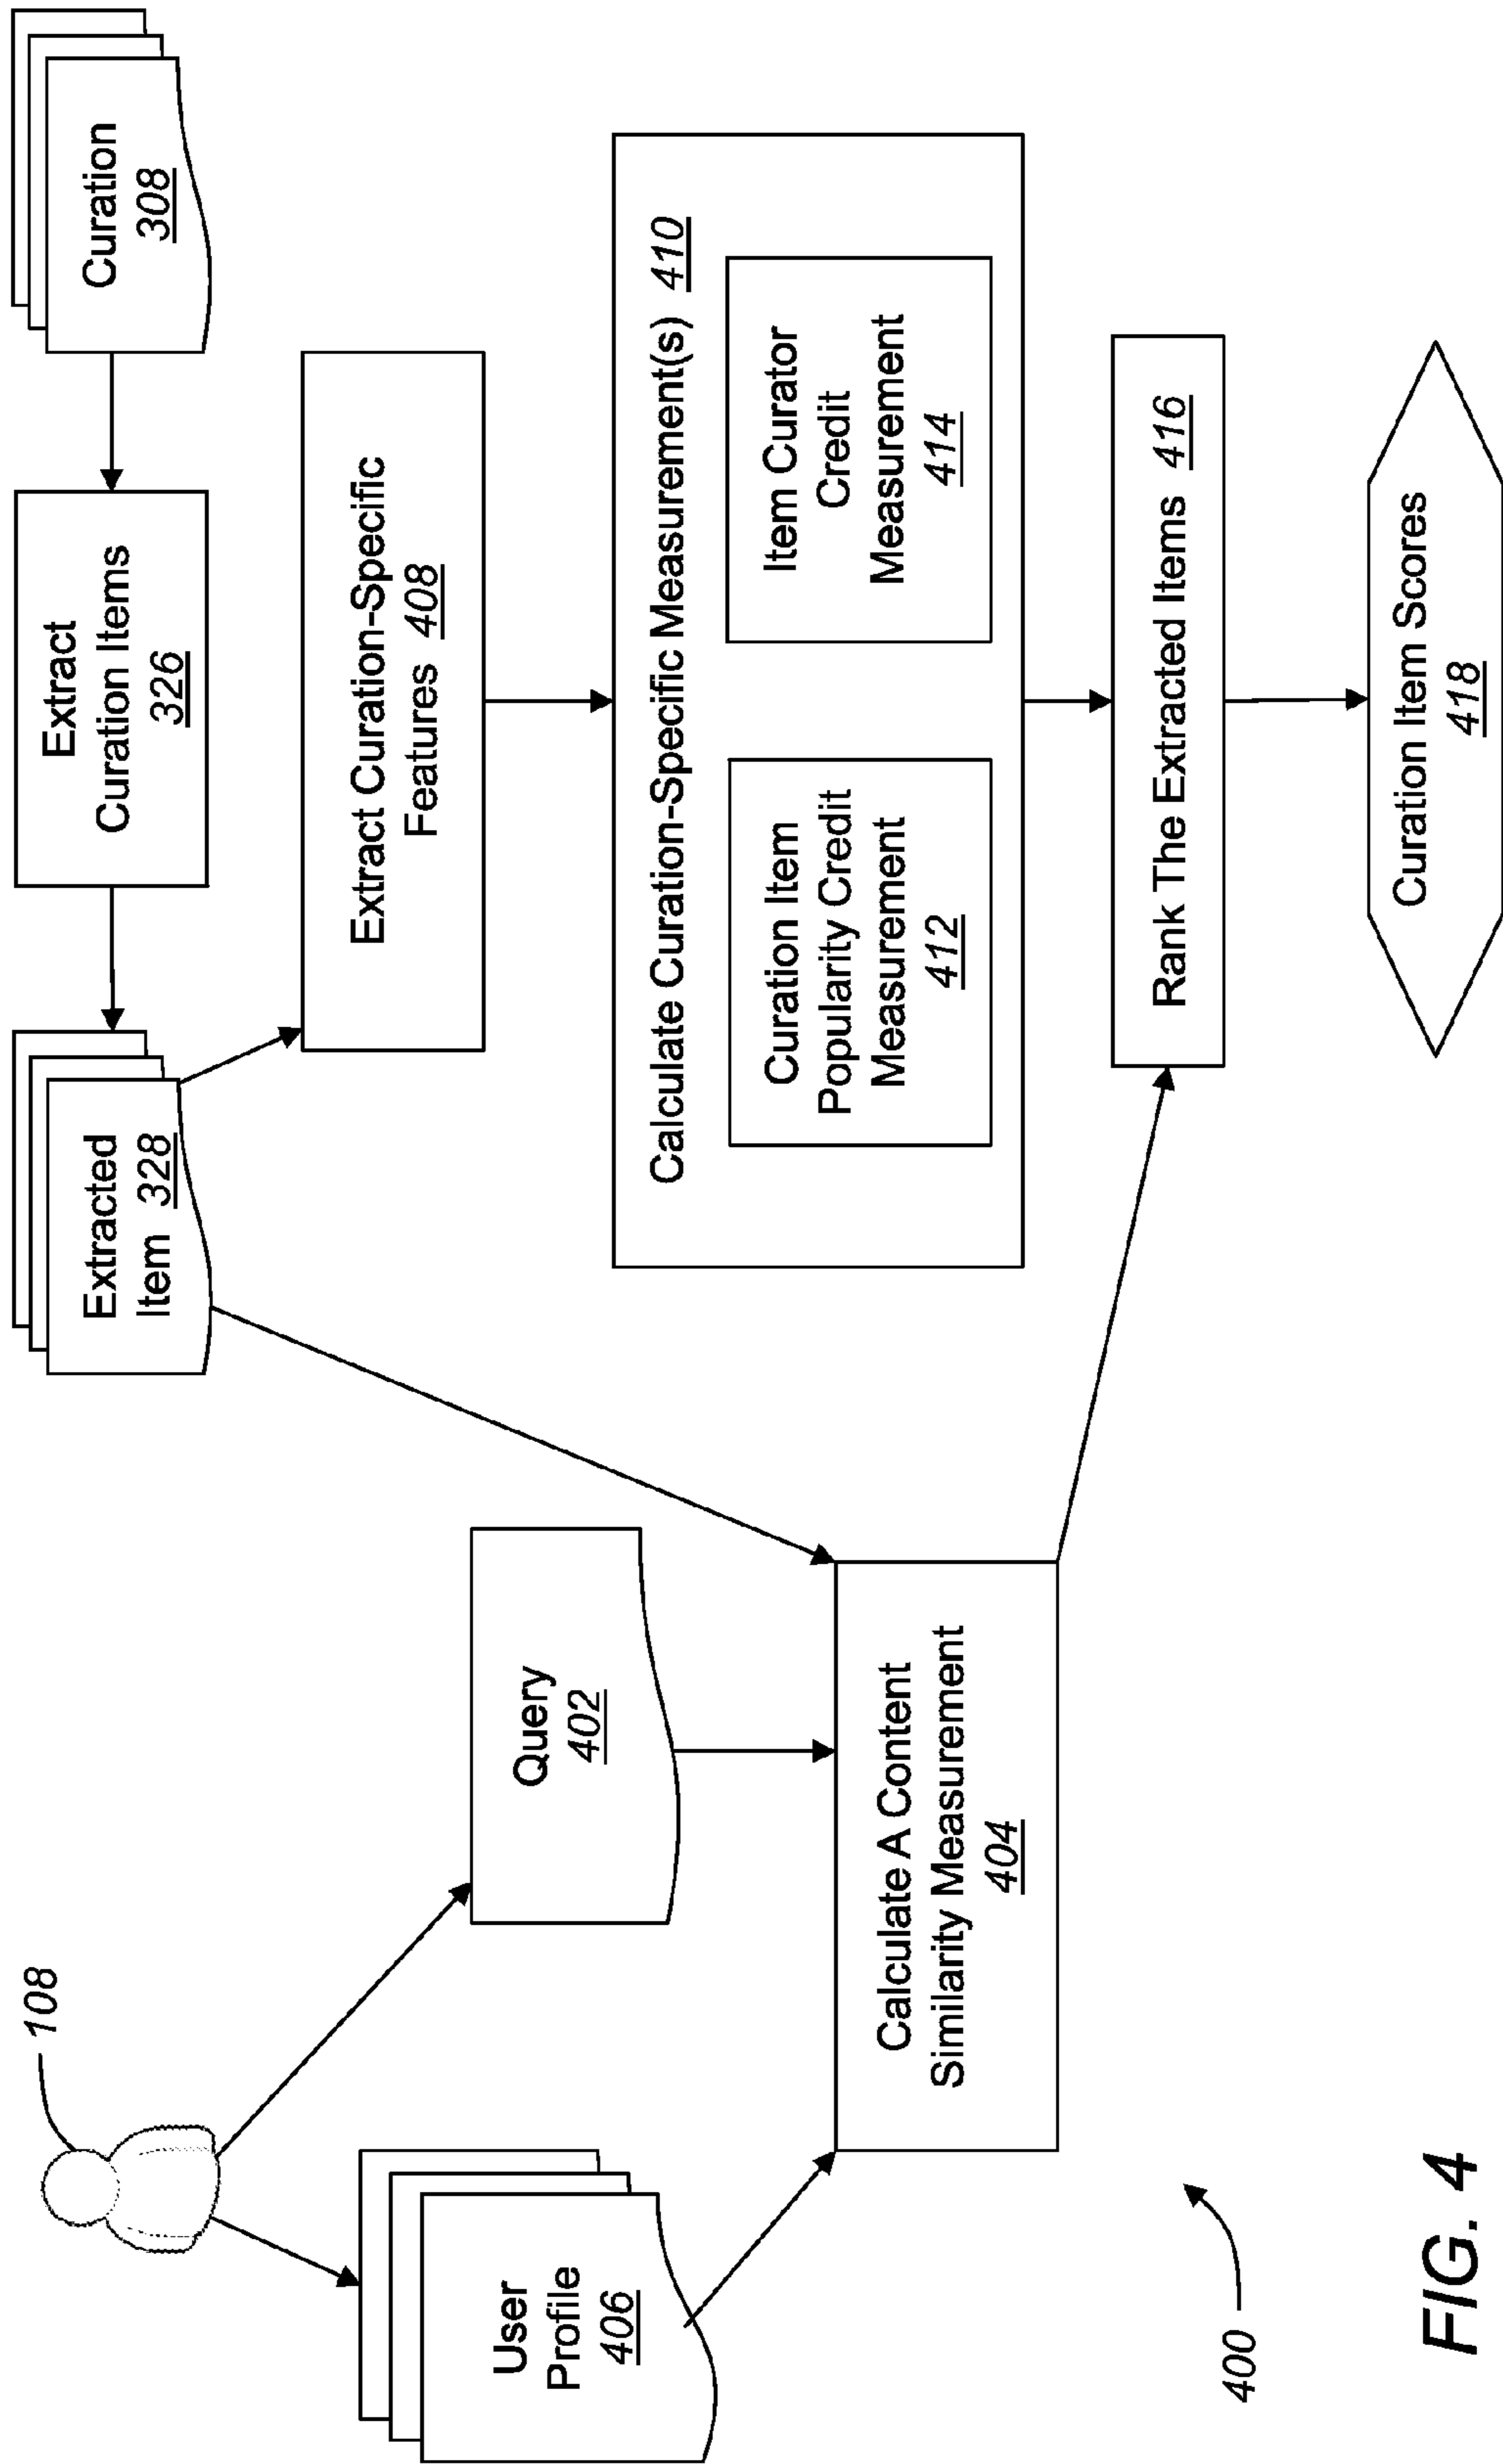 108
User
Profile
406
Query
402
Extracted
Item 328
Extract
Curation Items
326
Curation
308
Extract Curation-Specific
Features 408
Calculate A Content
Similarity Measurement
404
Calculate Curation-Specific Measurement(s) 410
Curation Item
Popularity Credit
Measurement
412
Item Curator
Credit
Measurement
414
Rank The Extracted Items 416
Curation Item Scores
418
400
FIG. 4